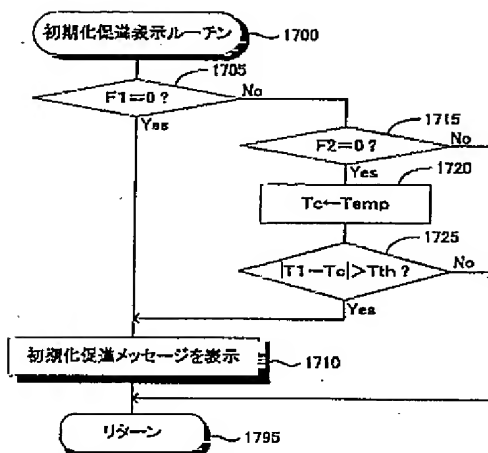 初期化促進表示ルーチン
1700
1705
F1=0?
No
Yes
1715
F2=0?
No
Yes
1720
Tc←Temp
1725
|T1-Tc|>Tth?
No
Yes
初期化促進メッセージを表示
1710
リターン
1795